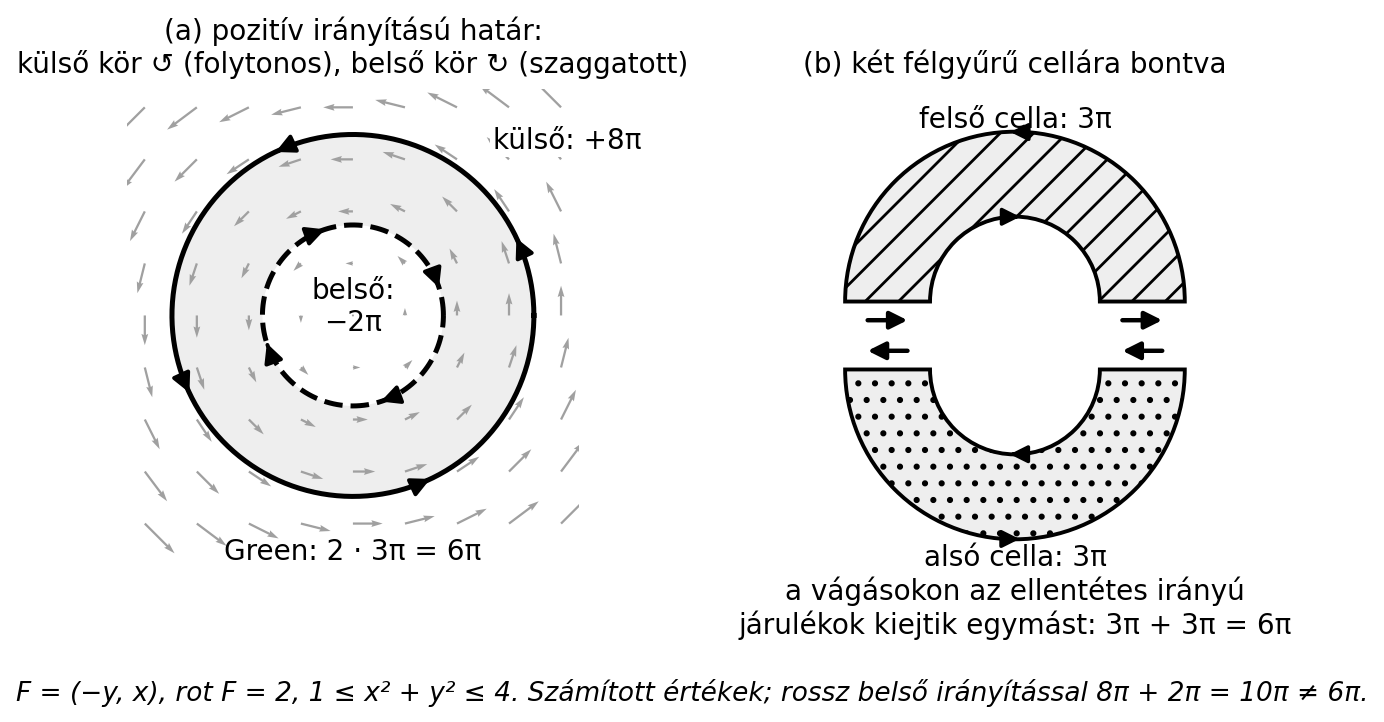 (a) pozitív irányítású határ:
külső kör ↺ (folytonos), belső kör ↻ (szaggatott)
külső: +8π
belső:
−2π
Green: 2 · 3π = 6π
(b) két félgyűrű cellára bontva
felső cella: 3π
alsó cella: 3π
a vágásokon az ellentétes irányú
járulékok kiejtik egymást: 3π + 3π = 6π
F = (−y, x), rot F = 2, 1 ≤ x² + y² ≤ 4. Számított értékek; rossz belső irányítással 8π + 2π = 10π ≠ 6π.